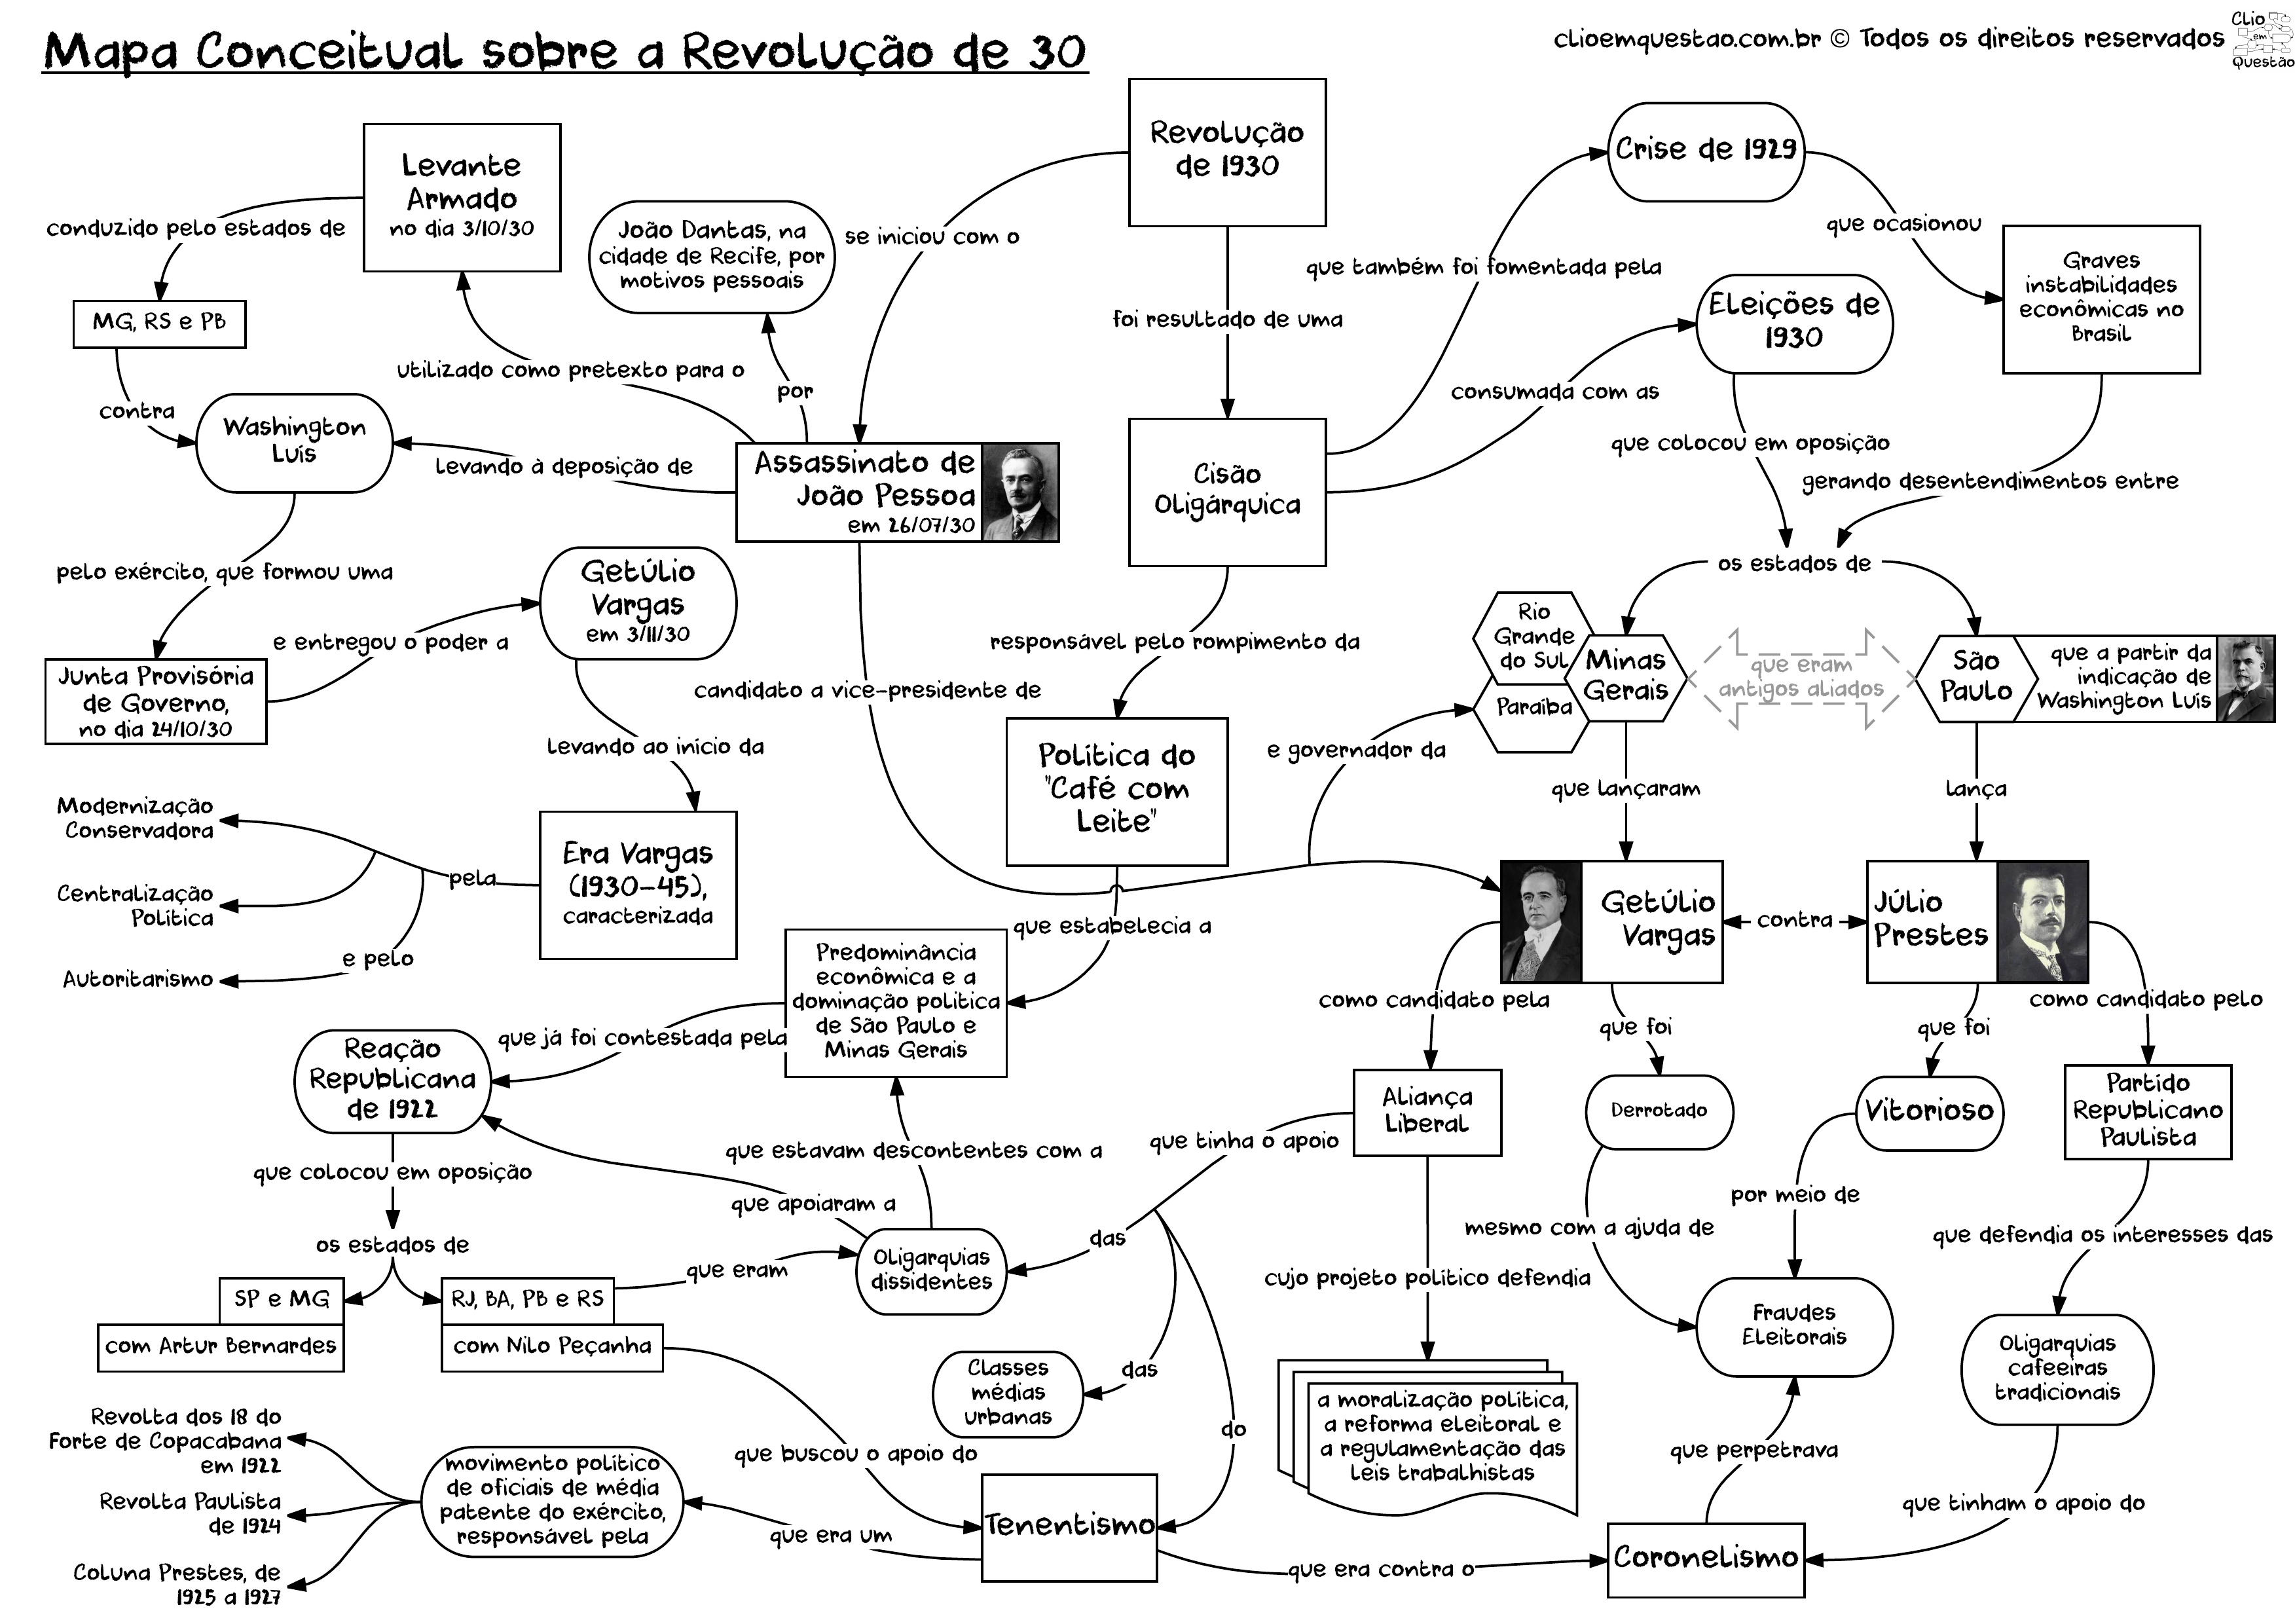 Mapa Conceitual sobre a Revolução de 30
clioemquestao.com.br © Todos os direitos reservados
Clio
em
Questão
Revolução
de 1930
se iniciou com o
foi resultado de uma
Levante
Armado
no dia 3/10/30
conduzido pelo estados de
MG, RS e PB
contra
Washington
Luís
João Dantas, na
cidade de Recife, por
motivos pessoais
utilizado como pretexto para o
por
levando à deposição de
Assassinato de
João Pessoa
em 26/07/30
pelo exército, que formou uma
Junta Provisória
de Governo,
no dia 24/10/30
e entregou o poder a
Getúlio
Vargas
em 3/11/30
levando ao início da
Era Vargas
(1930-45),
caracterizada
pela
Modernização
Conservadora
Centralização
Política
e pelo
Autoritarismo
candidato a vice-presidente de
e governador da
Cisão
Oligárquica
que também foi fomentada pela
Crise de 1929
que ocasionou
Graves
instabilidades
econômicas no
Brasil
gerando desentendimentos entre
consumada com as
Eleições de
1930
que colocou em oposição
os estados de
Rio
Grande
do Sul
Paraíba
Minas
Gerais
que eram
antigos aliados
São
Paulo
que a partir da
indicação de
Washington Luís
que lançaram
lança
Getúlio
Vargas
contra
Júlio
Prestes
responsável pelo rompimento da
Política do
"Café com
Leite"
que estabelecia a
Predominância
econômica e a
dominação política
de São Paulo e
Minas Gerais
que já foi contestada pela
Reação
Republicana
de 1922
que colocou em oposição
os estados de
SP e MG
com Artur Bernardes
RJ, BA, PB e RS
com Nilo Peçanha
que eram
que apoiaram a
que estavam descontentes com a
Oligarquias
dissidentes
que buscou o apoio do
como candidato pela
Aliança
Liberal
que tinha o apoio
das
das
do
Classes
médias
urbanas
cujo projeto político defendia
a moralização política,
a reforma eleitoral e
a regulamentação das
leis trabalhistas
que foi
Derrotado
mesmo com a ajuda de
que foi
Vitorioso
por meio de
Fraudes
Eleitorais
como candidato pelo
Partido
Republicano
Paulista
que defendia os interesses das
Oligarquias
cafeeiras
tradicionais
que tinham o apoio do
Coronelismo
que perpetrava
Tenentismo
que era contra o
que era um
movimento político
de oficiais de média
patente do exército,
responsável pela
Revolta dos 18 do
Forte de Copacabana
em 1922
Revolta Paulista
de 1924
Coluna Prestes, de
1925 a 1927